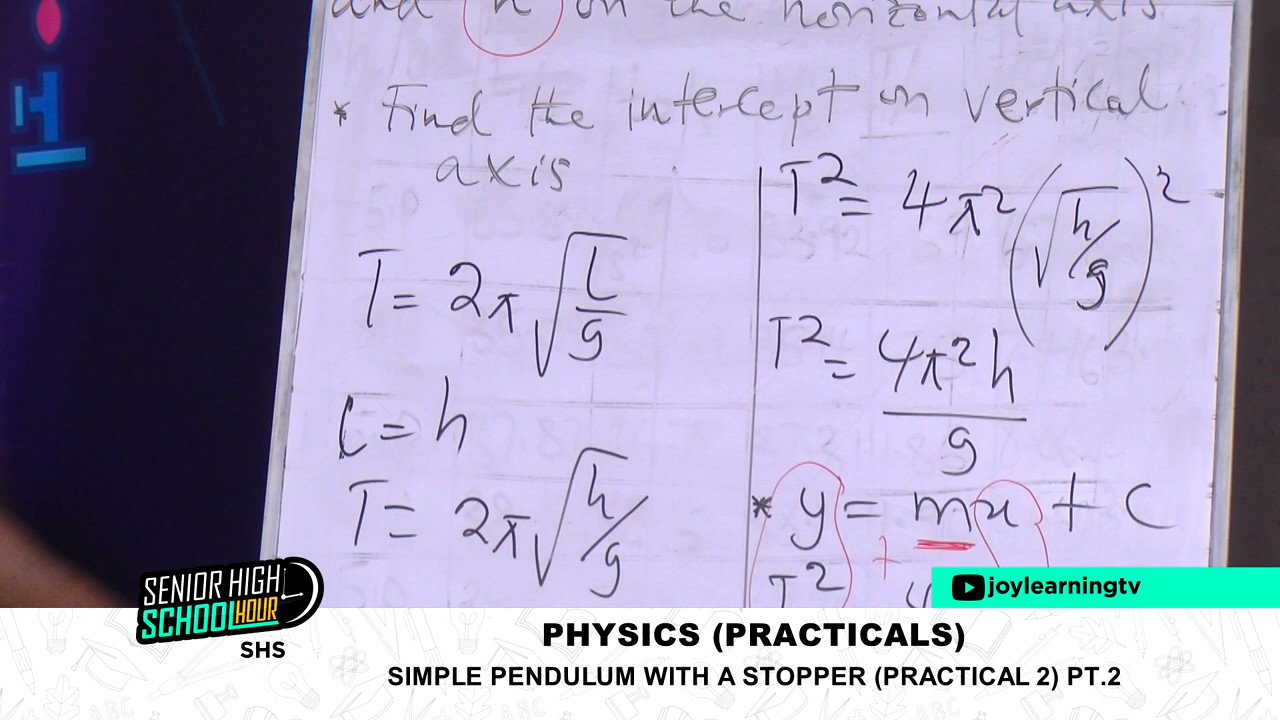 and h on the horizontal axis
* Find the intercept on vertical
axis
T = 2π√(l/g)
l = h
T = 2π√(h/g)
T² = 4π²(√(h/g))²
T² = 4π²h/g
* y = mx + c
T²
SENIOR HIGH
SCHOOL HOUR
SHS
joylearningtv
PHYSICS (PRACTICALS)
SIMPLE PENDULUM WITH A STOPPER (PRACTICAL 2) PT.2